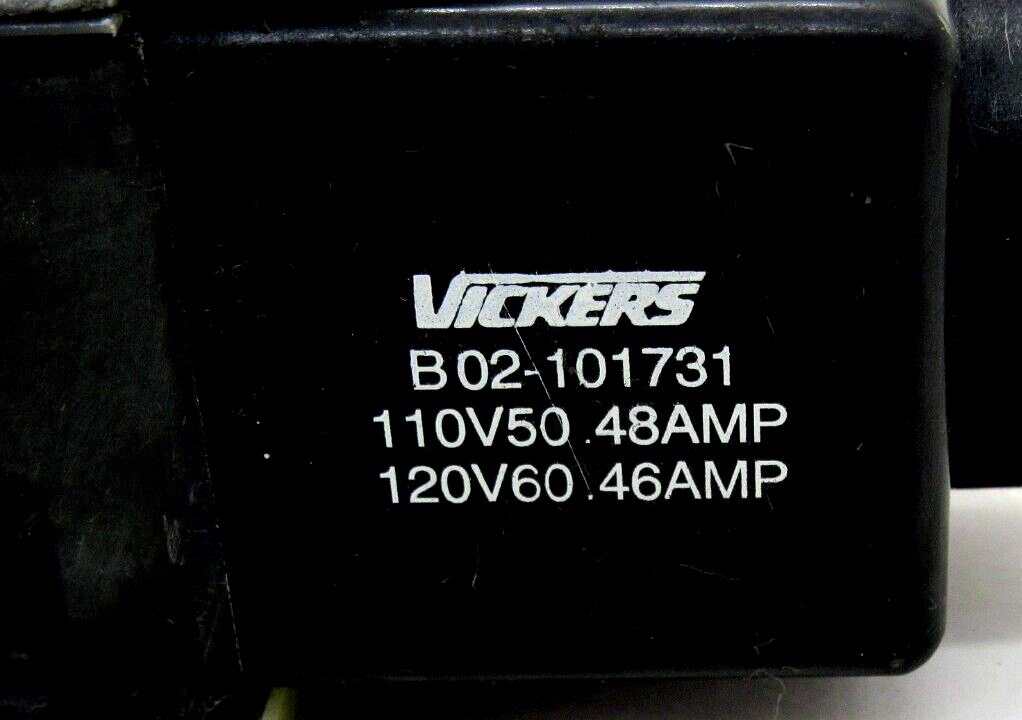 VICKERS
B02-101731
110V50 .48AMP
120V60 .46AMP